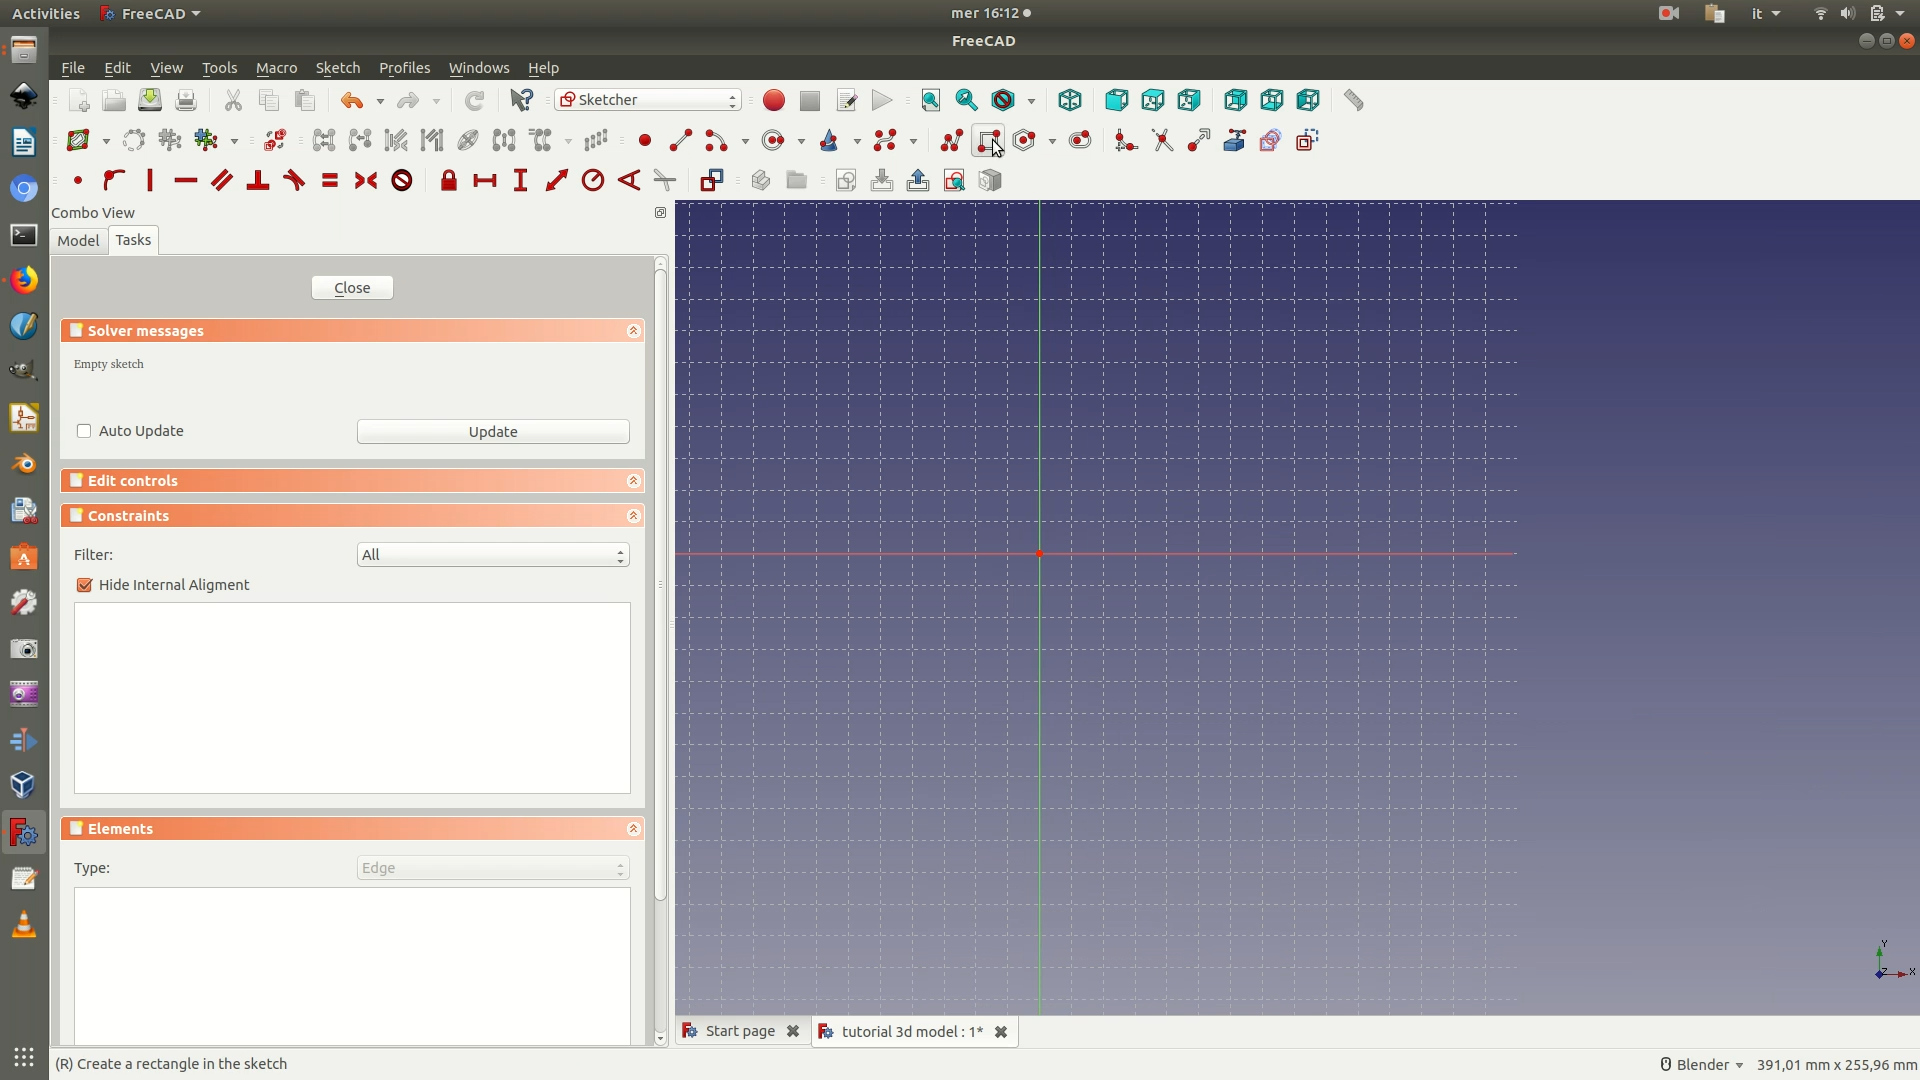 Activities FreeCAD mer 16:12 it
FreeCAD
File Edit View Tools Macro Sketch Profiles Windows Help
Sketcher
Combo View
Model Tasks
Close
Solver messages
Empty sketch
Auto Update Update
Edit controls
Constraints
Filter: All
Hide Internal Aligment
Elements
Type: Edge
Y
Z X
Start page tutorial 3d model : 1*
(R) Create a rectangle in the sketch Blender 391,01 mm x 255,96 mm